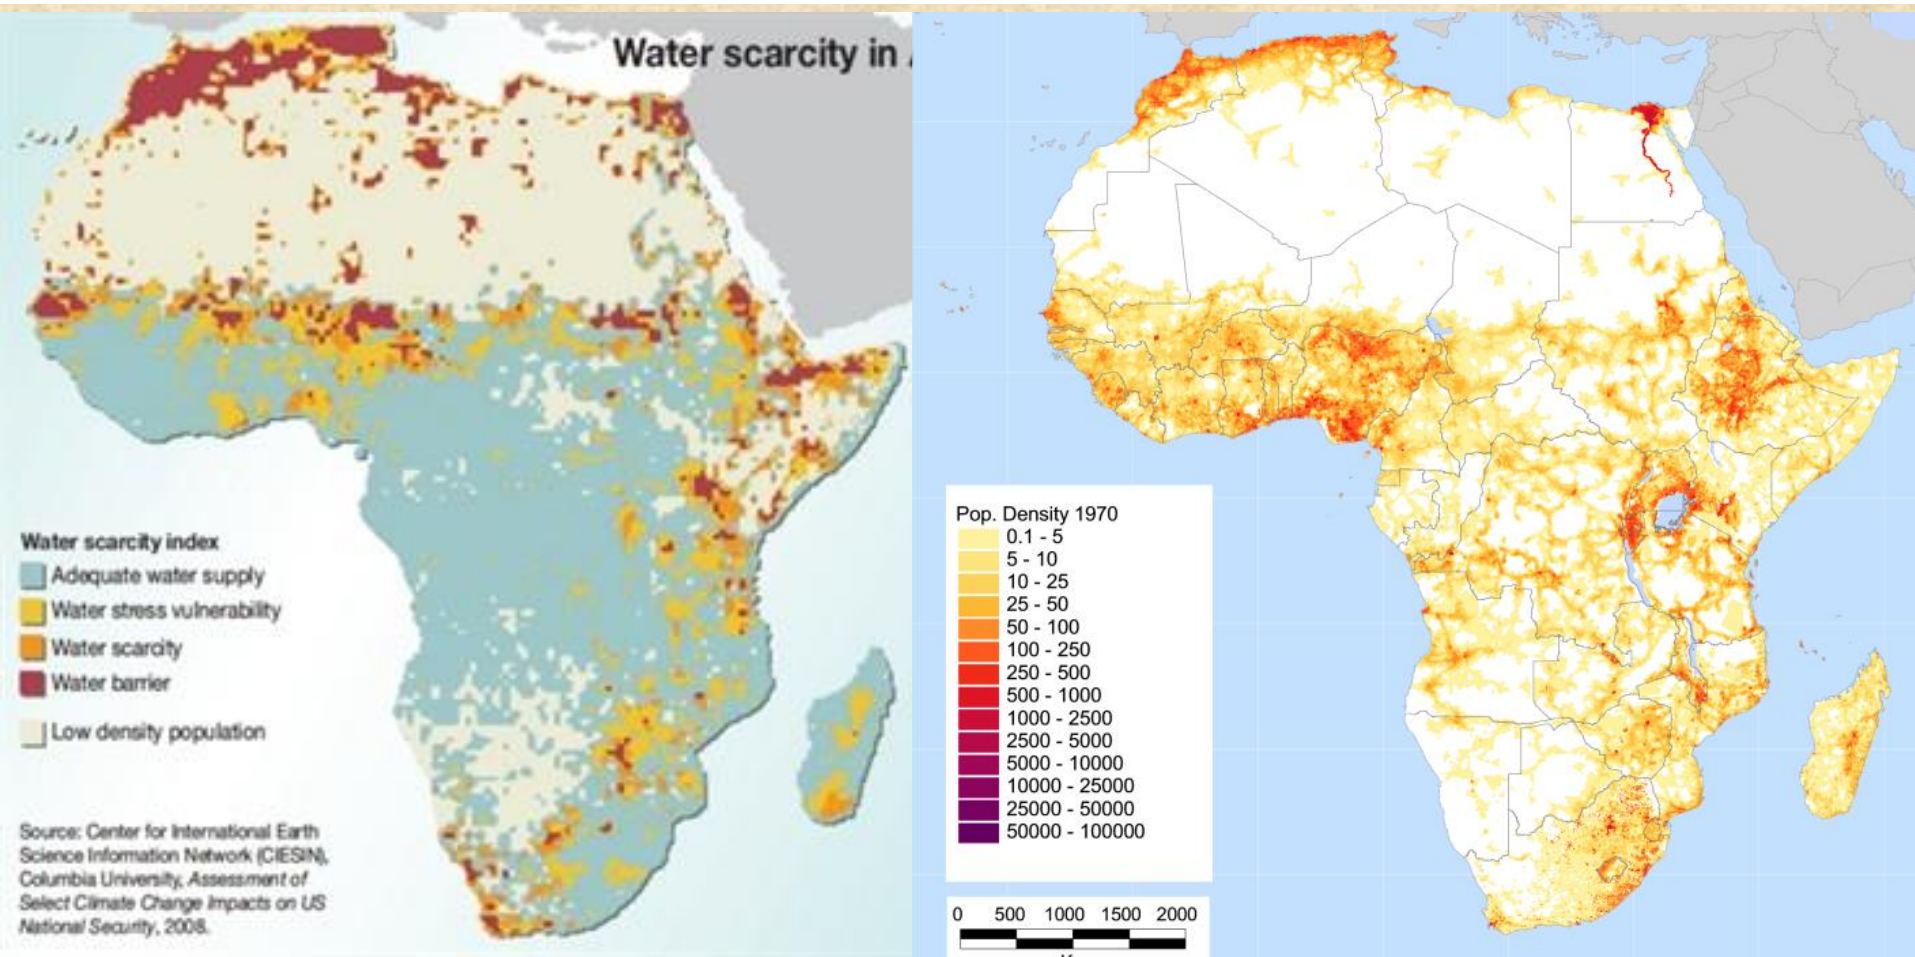 Water scarcity in
Water scarcity index
Adequate water supply
Water stress vulnerability
Water scarcity
Water barrier
Low density population
Source: Center for International Earth
Science Information Network (CIESIN),
Columbia University, Assessment of
Select Climate Change Impacts on US
National Security, 2008.
Pop. Density 1970
0.1 - 5
5 - 10
10 - 25
25 - 50
50 - 100
100 - 250
250 - 500
500 - 1000
1000 - 2500
2500 - 5000
5000 - 10000
10000 - 25000
25000 - 50000
50000 - 100000
0 500 1000 1500 2000